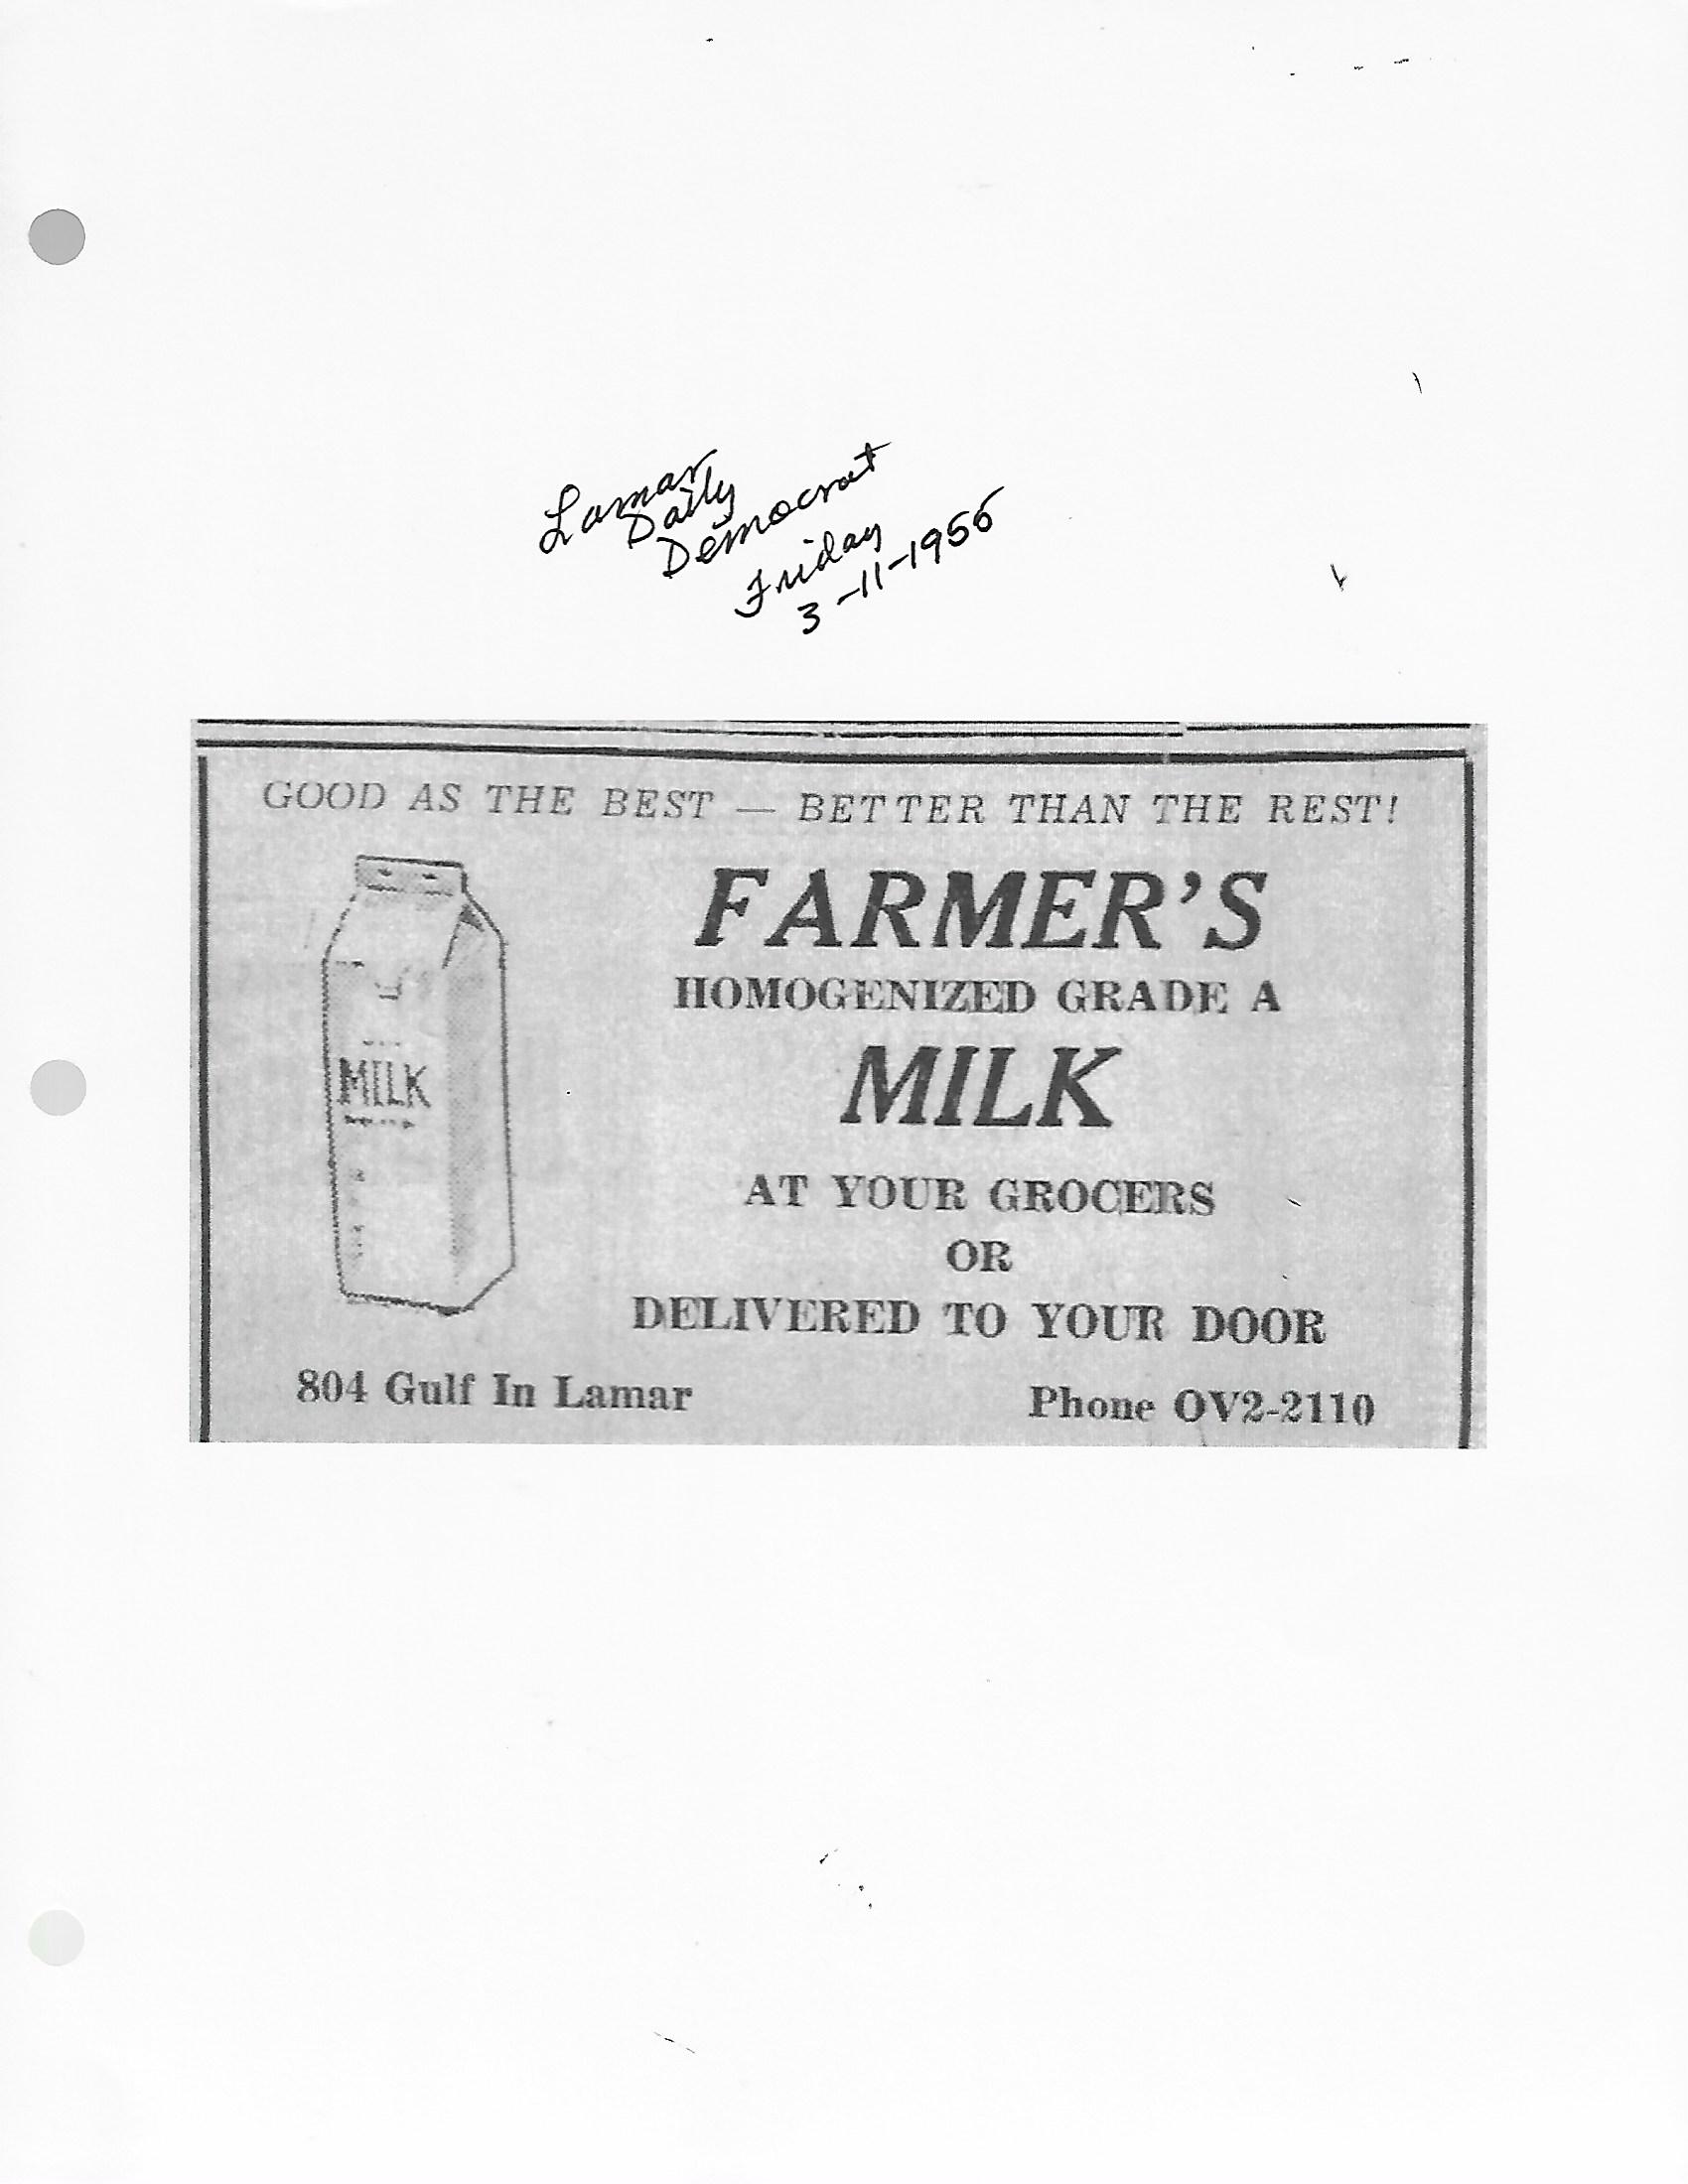 Lamar
Daily
Democrat
Friday
3-11-1955
GOOD AS THE BEST — BETTER THAN THE REST!
FARMER'S
HOMOGENIZED GRADE A
MILK
MILK
AT YOUR GROCERS
OR
DELIVERED TO YOUR DOOR
804 Gulf In Lamar
Phone OV2-2110